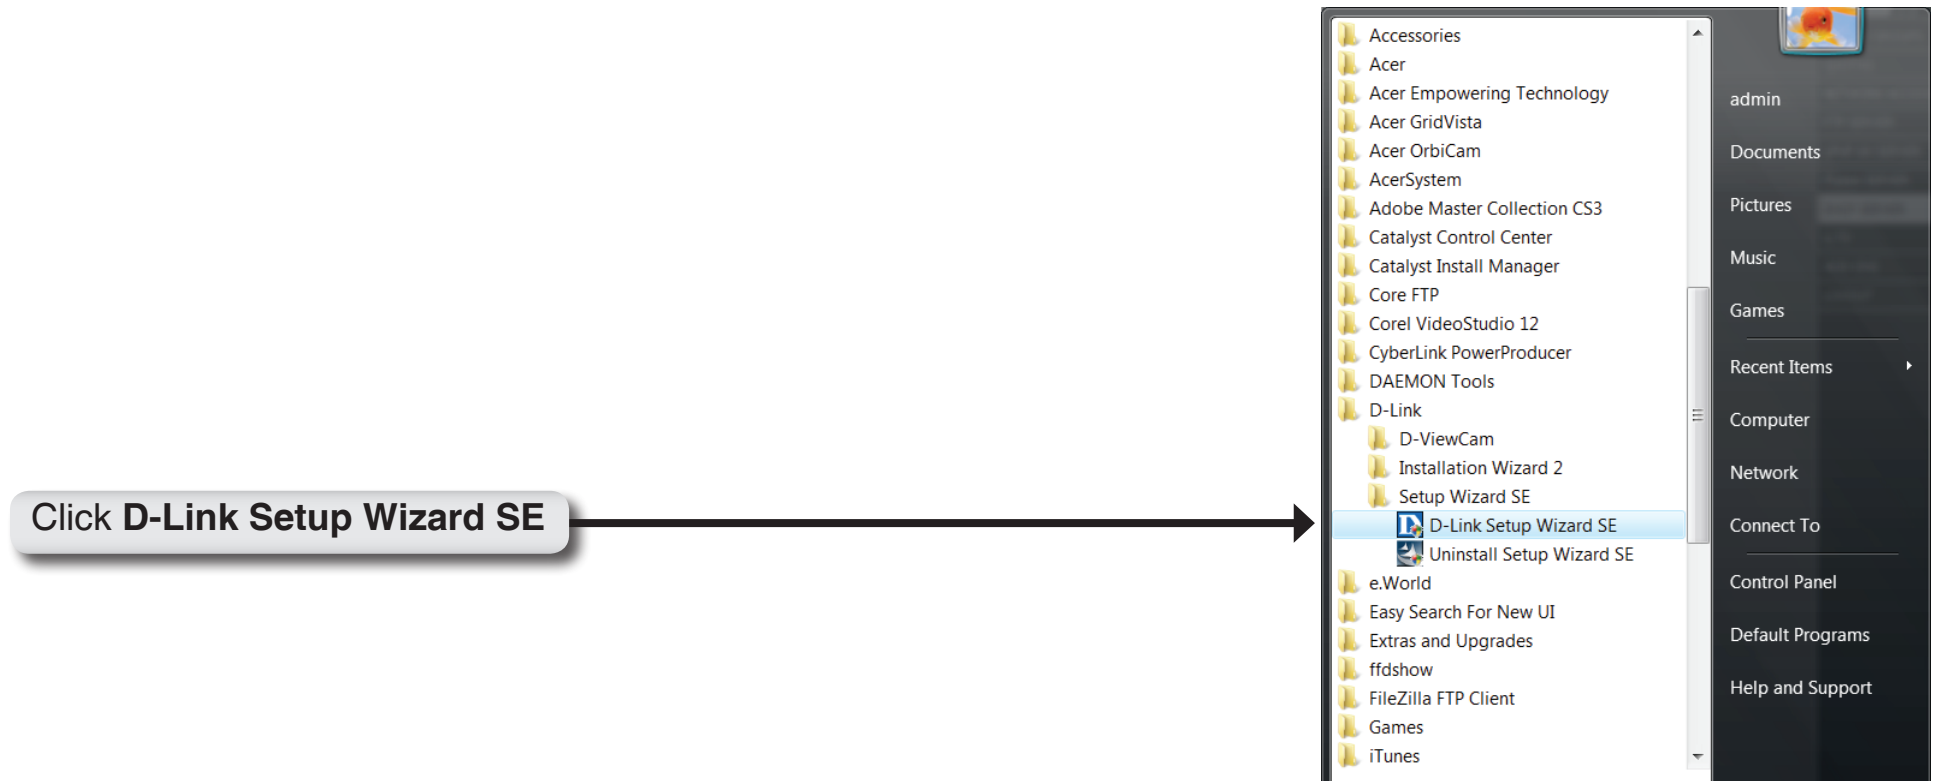 Click D-Link Setup Wizard SE
Accessories
Acer
Acer Empowering Technology
Acer GridVista
Acer OrbiCam
AcerSystem
Adobe Master Collection CS3
Catalyst Control Center
Catalyst Install Manager
Core FTP
Corel VideoStudio 12
CyberLink PowerProducer
DAEMON Tools
D-Link
D-ViewCam
Installation Wizard 2
Setup Wizard SE
D-Link Setup Wizard SE
Uninstall Setup Wizard SE
e.World
Easy Search For New UI
Extras and Upgrades
ffdshow
FileZilla FTP Client
Games
iTunes
admin
Documents
Pictures
Music
Games
Recent Items
Computer
Network
Connect To
Control Panel
Default Programs
Help and Support